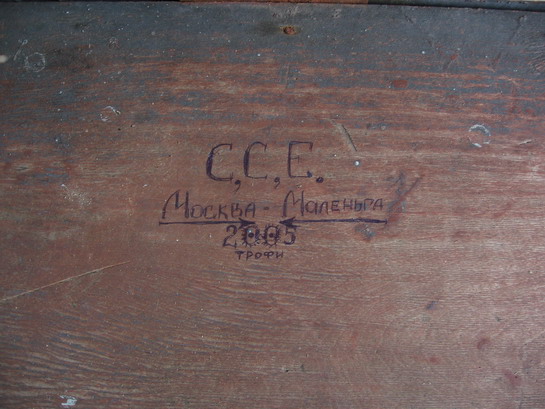 С,С,Е.
Москва - Маленьга
2005
трофи